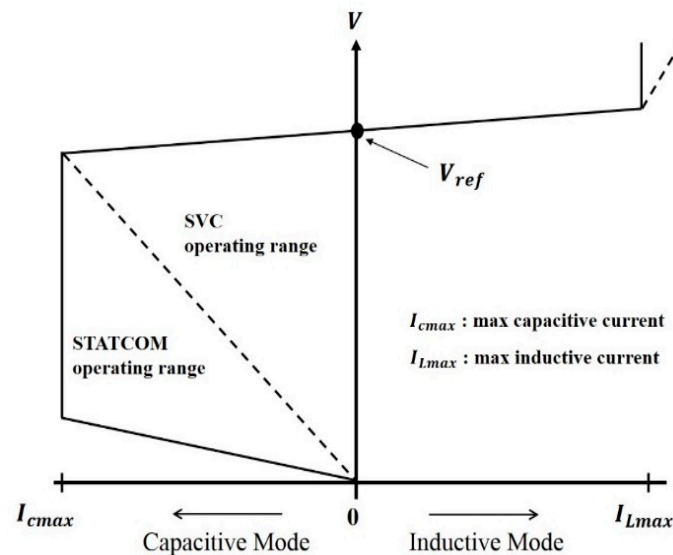 V
V_ref
SVC
operating range
I_cmax : max capacitive current
STATCOM
operating range
I_Lmax : max inductive current
I_cmax
0
I_Lmax
Capacitive Mode
Inductive Mode